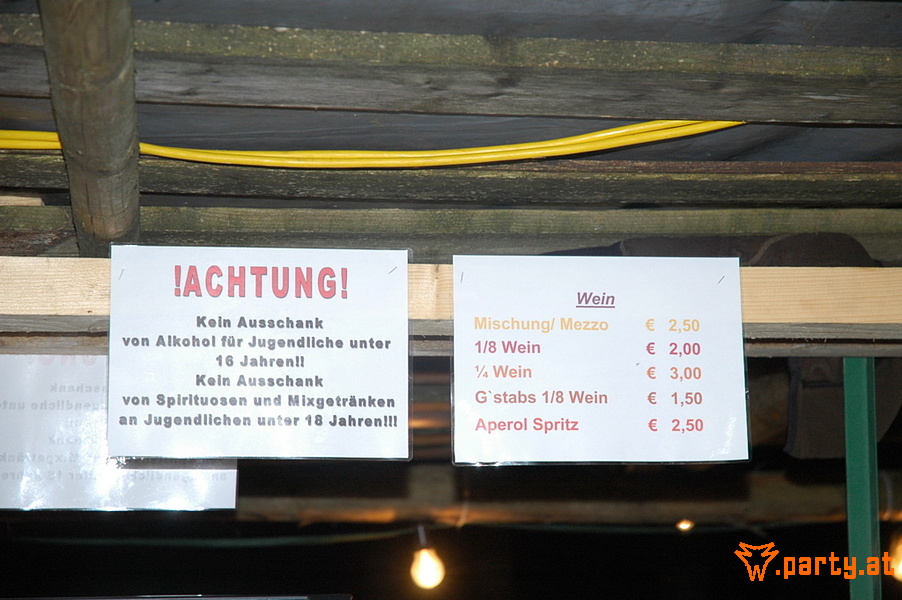 !ACHTUNG!
Kein Ausschank
von Alkohol für Jugendliche unter
16 Jahren!!
Kein Ausschank
von Spirituosen und Mixgetränken
an Jugendlichen unter 18 Jahren!!!
Wein
Mischung/ Mezzo € 2,50
1/8 Wein € 2,00
¼ Wein € 3,00
G`stabs 1/8 Wein € 1,50
Aperol Spritz € 2,50
.party.at